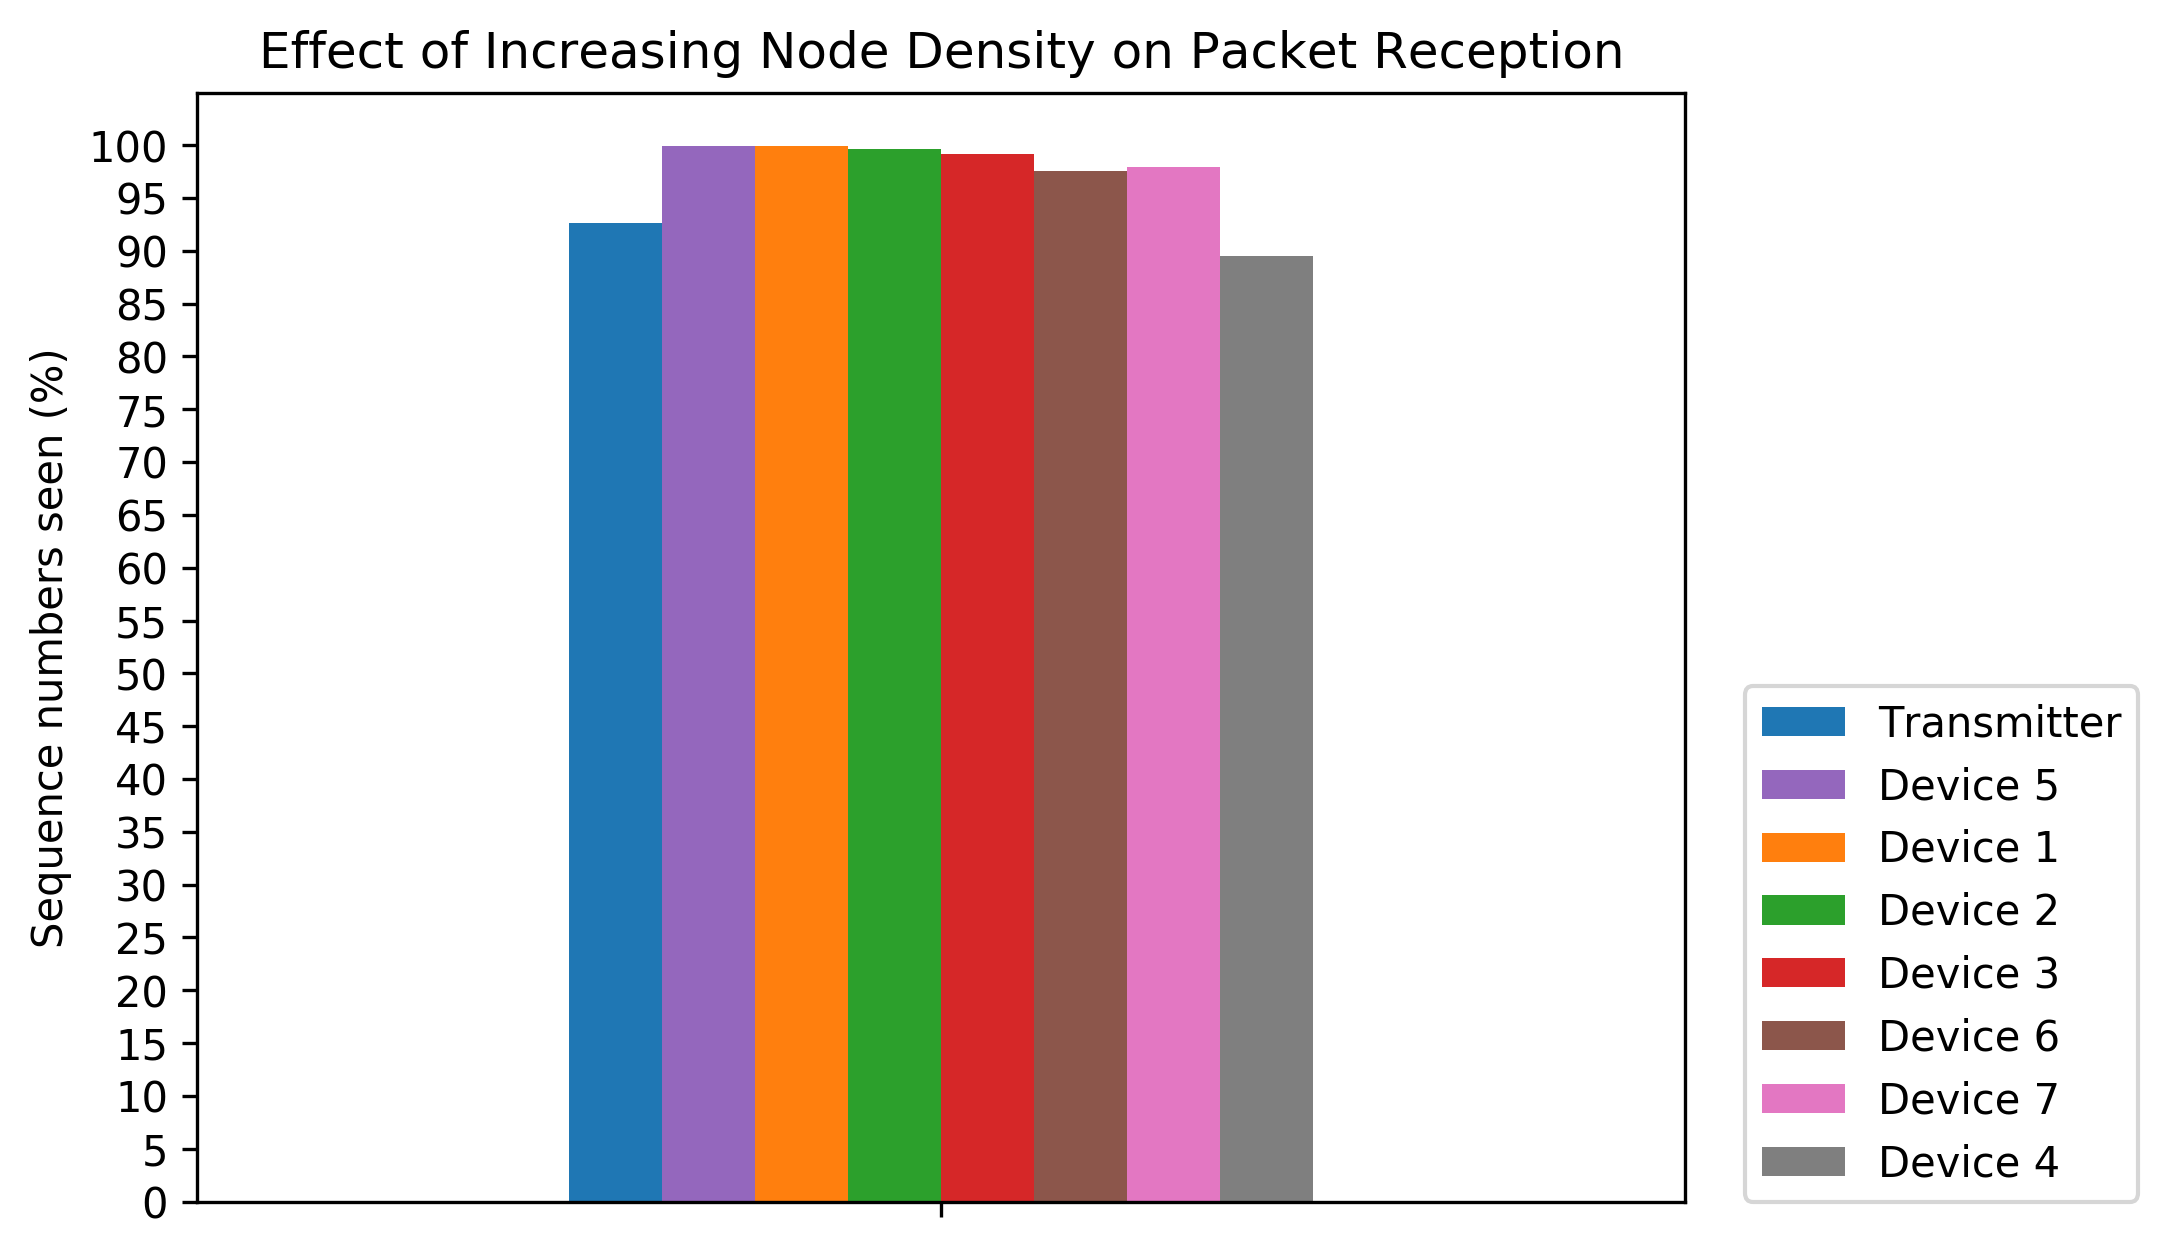 Effect of Increasing Node Density on Packet Reception
Sequence numbers seen (%)
100
95
90
85
80
75
70
65
60
55
50
45
40
35
30
25
20
15
10
5
0
Transmitter
Device 5
Device 1
Device 2
Device 3
Device 6
Device 7
Device 4